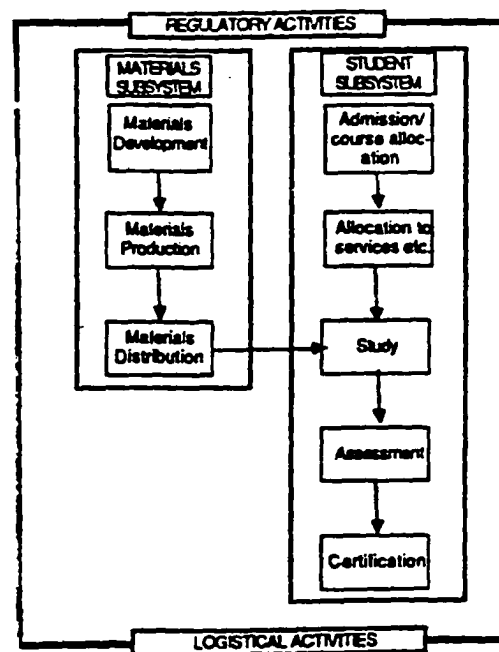 REGULATORY ACTIVITIES
MATERIALS
SUBSYSTEM
Materials
Development
Materials
Production
Materials
Distribution
STUDENT
SUBSYSTEM
Admission/
course alloc-
ation
Allocation to
services etc.
Study
Assessment
Certification
LOGISTICAL ACTIVITIES